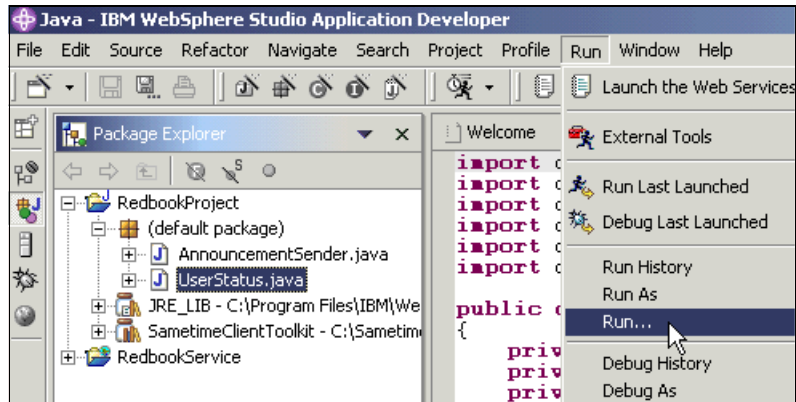 Java - IBM WebSphere Studio Application Developer
File Edit Source Refactor Navigate Search Project Profile Run Window Help
Launch the Web Services
Package Explorer
Welcome
External Tools
import
import
import
import
import
import
Run Last Launched
Debug Last Launched
RedbookProject
(default package)
AnnouncementSender.java
UserStatus.java
JRE_LIB - C:\Program Files\IBM\We
SametimeClientToolkit - C:\Sametim
RedbookService
public
{
priv
priv
priv
Run History
Run As
Run...
Debug History
Debug As